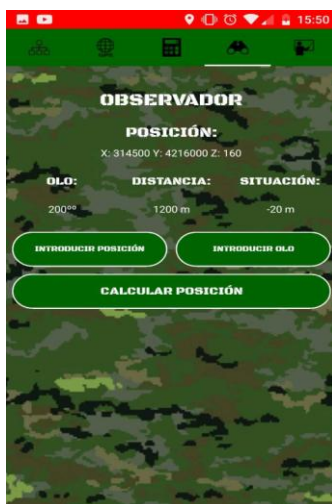 15:50
OBSERVADOR
POSICIÓN:
X: 314500 Y: 4216000 Z: 160
OLO: DISTANCIA: SITUACIÓN:
200ºº 1200 m -20 m
INTRODUCIR POSICIÓN INTRODUCIR OLO
CALCULAR POSICIÓN